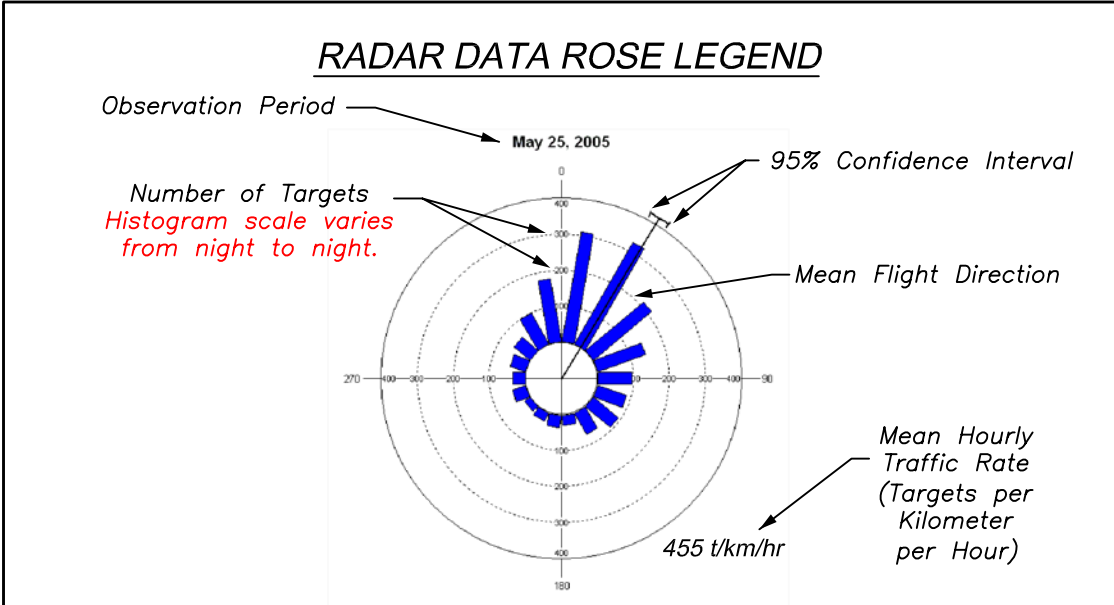 RADAR DATA ROSE LEGEND
Observation Period
May 25, 2005
95% Confidence Interval
0
Number of Targets
Histogram scale varies
from night to night.
400
300
200
Mean Flight Direction
100
270
400 300 200 100
100 200 300 400
90
100
200
300
400
180
Mean Hourly
Traffic Rate
(Targets per
Kilometer
per Hour)
455 t/km/hr